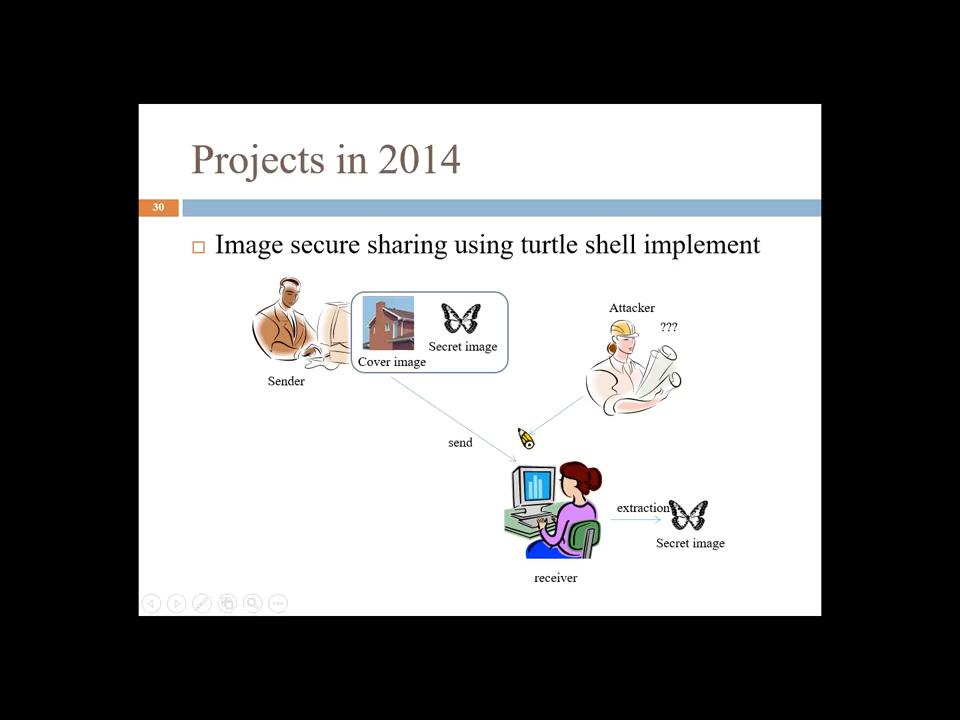 Projects in 2014
30
Image secure sharing using turtle shell implement
Attacker
???
Secret image
Cover image
Sender
send
extraction
Secret image
receiver